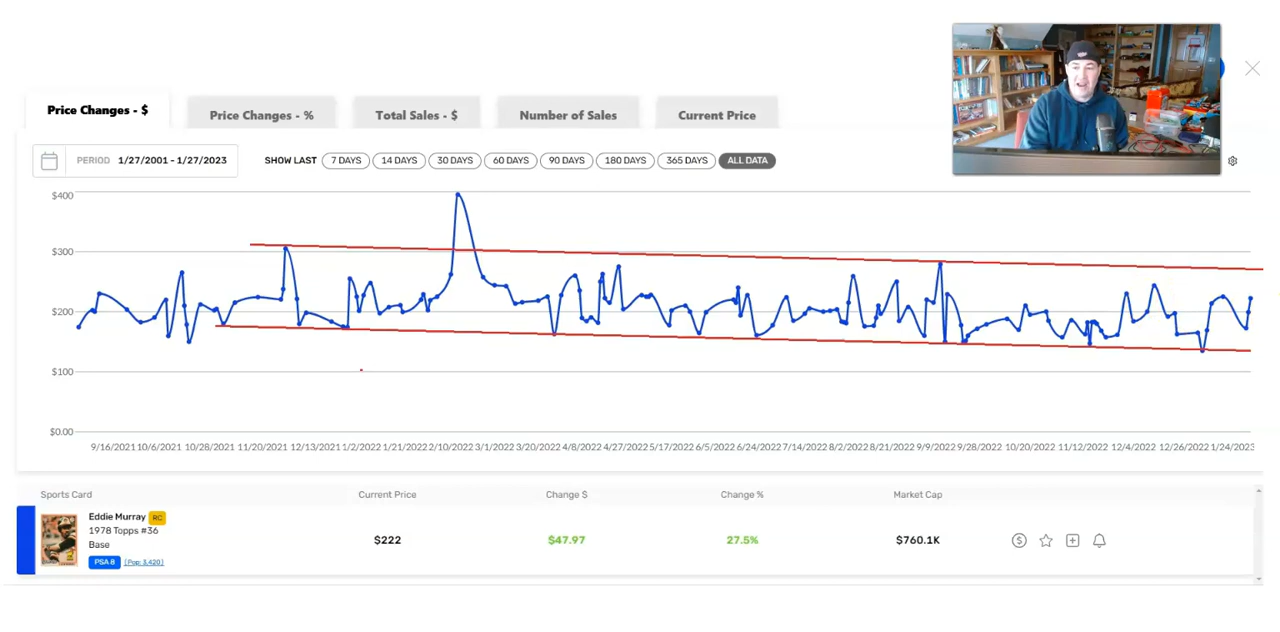 Price Changes - $
Price Changes - %
Total Sales - $
Number of Sales
Current Price
PERIOD 1/27/2001 - 1/27/2023
SHOW LAST 7 DAYS 14 DAYS 30 DAYS 60 DAYS 90 DAYS 180 DAYS 365 DAYS ALL DATA
$400
$300
$200
$100
$0.00
9/16/2021 10/6/2021 10/28/2021 11/20/2021 12/13/2021 1/2/2022 1/21/2022 2/10/2022 3/1/2022 3/20/2022 4/8/2022 4/27/2022 5/17/2022 6/5/2022 6/24/2022 7/14/2022 8/2/2022 8/21/2022 9/9/2022 9/28/2022 10/20/2022 11/12/2022 12/4/2022 12/26/2022 1/24/2023
Sports Card Current Price Change $ Change % Market Cap
Eddie Murray RC
1978 Topps #36
Base
PSA 8 [Pop: 3,420]
$222 $47.97 27.5% $760.1K